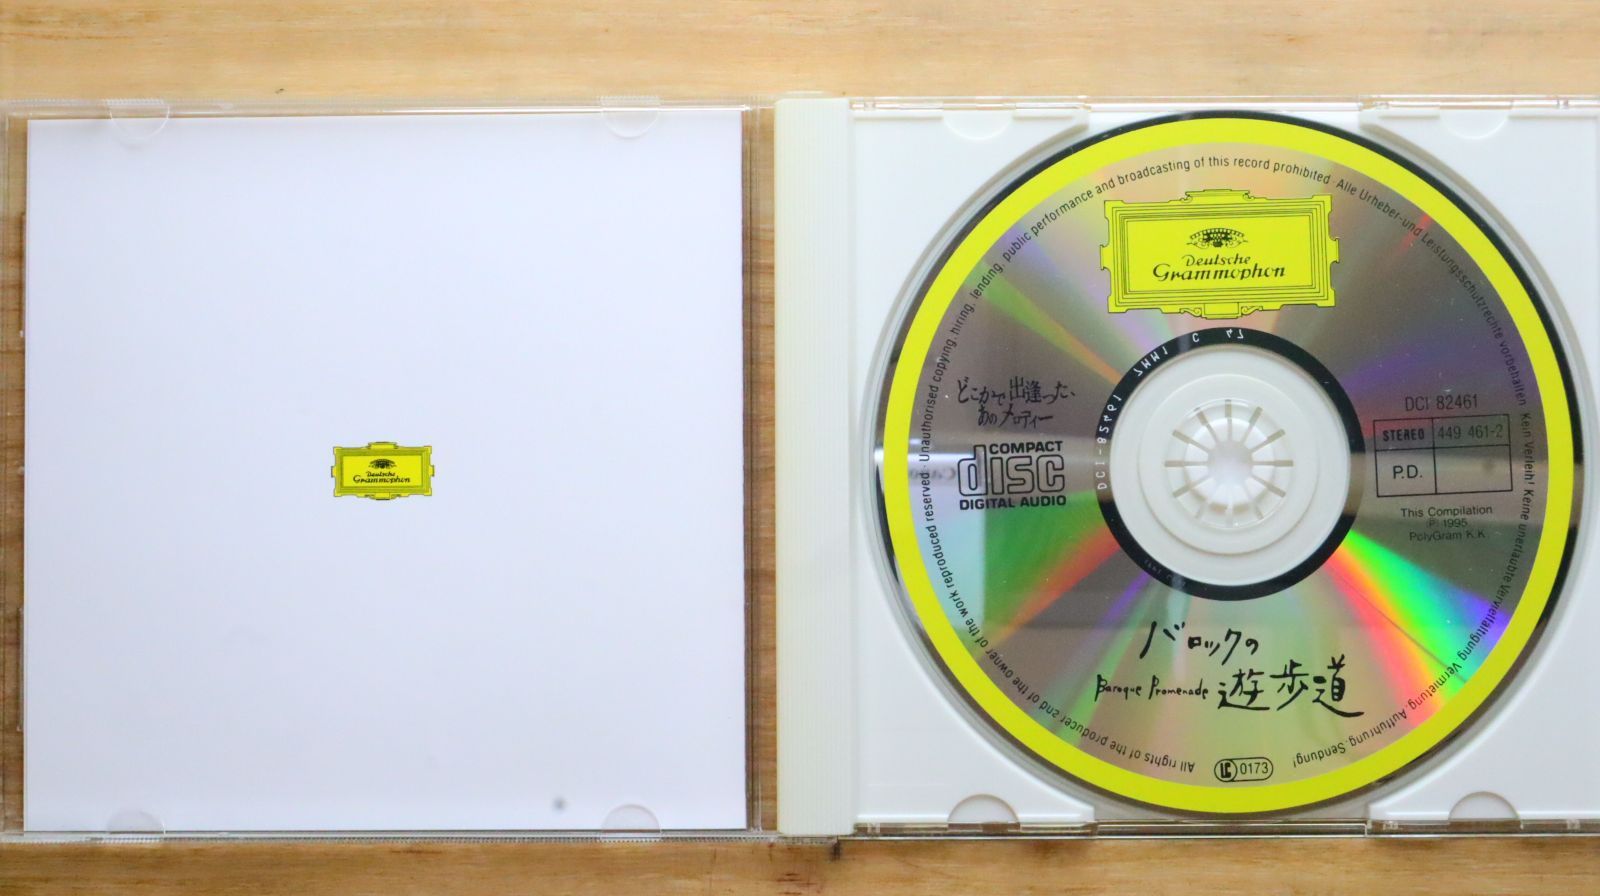 Deutsche
Grammophon
All rights of the producer and of the owner of the work reproduced reserved · Unauthorised copying, hiring, lending, public performance and broadcasting of this record prohibited · Alle Urheber-und Leistungsschutzrechte vorbehalten Kein Verleih! Keine unerlaubte Vervielfältigung, Vermietung, Aufführung, Sendung!
Deutsche
Grammophon
どこかで出逢った、
あのメロディー
COMPACT
disc
DIGITAL AUDIO
DCI 82461
STEREO 449 461-2
P.D.
This Compilation
(P) 1995
PolyGram K.K.
バロックの
Baroque Promenade 遊歩道
LC 0173